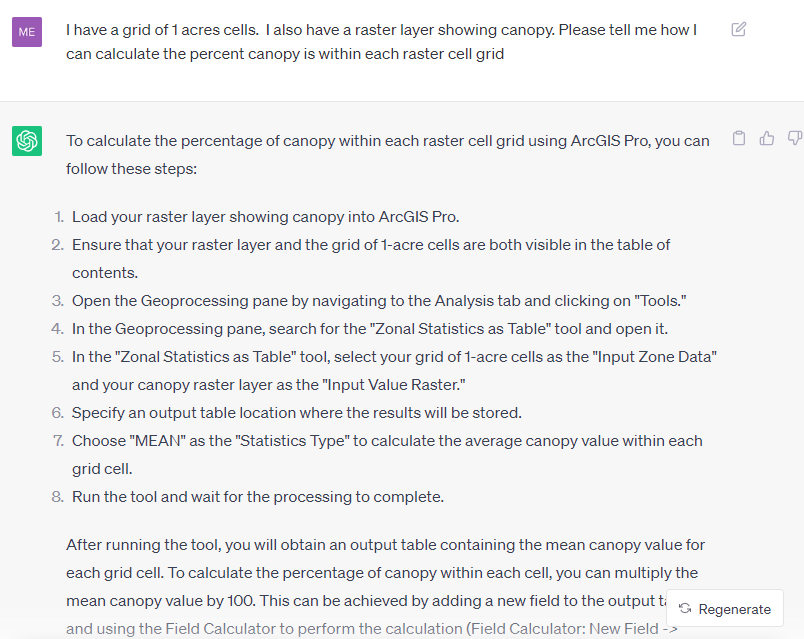 ME
I have a grid of 1 acres cells.  I also have a raster layer showing canopy. Please tell me how I
can calculate the percent canopy is within each raster cell grid
To calculate the percentage of canopy within each raster cell grid using ArcGIS Pro, you can
follow these steps:
1. Load your raster layer showing canopy into ArcGIS Pro.
2. Ensure that your raster layer and the grid of 1-acre cells are both visible in the table of
contents.
3. Open the Geoprocessing pane by navigating to the Analysis tab and clicking on "Tools."
4. In the Geoprocessing pane, search for the "Zonal Statistics as Table" tool and open it.
5. In the "Zonal Statistics as Table" tool, select your grid of 1-acre cells as the "Input Zone Data"
and your canopy raster layer as the "Input Value Raster."
6. Specify an output table location where the results will be stored.
7. Choose "MEAN" as the "Statistics Type" to calculate the average canopy value within each
grid cell.
8. Run the tool and wait for the processing to complete.
After running the tool, you will obtain an output table containing the mean canopy value for
each grid cell. To calculate the percentage of canopy within each cell, you can multiply the
mean canopy value by 100. This can be achieved by adding a new field to the output
Regenerate
and using the Field Calculator to perform the calculation (Field Calculator: New Field ->